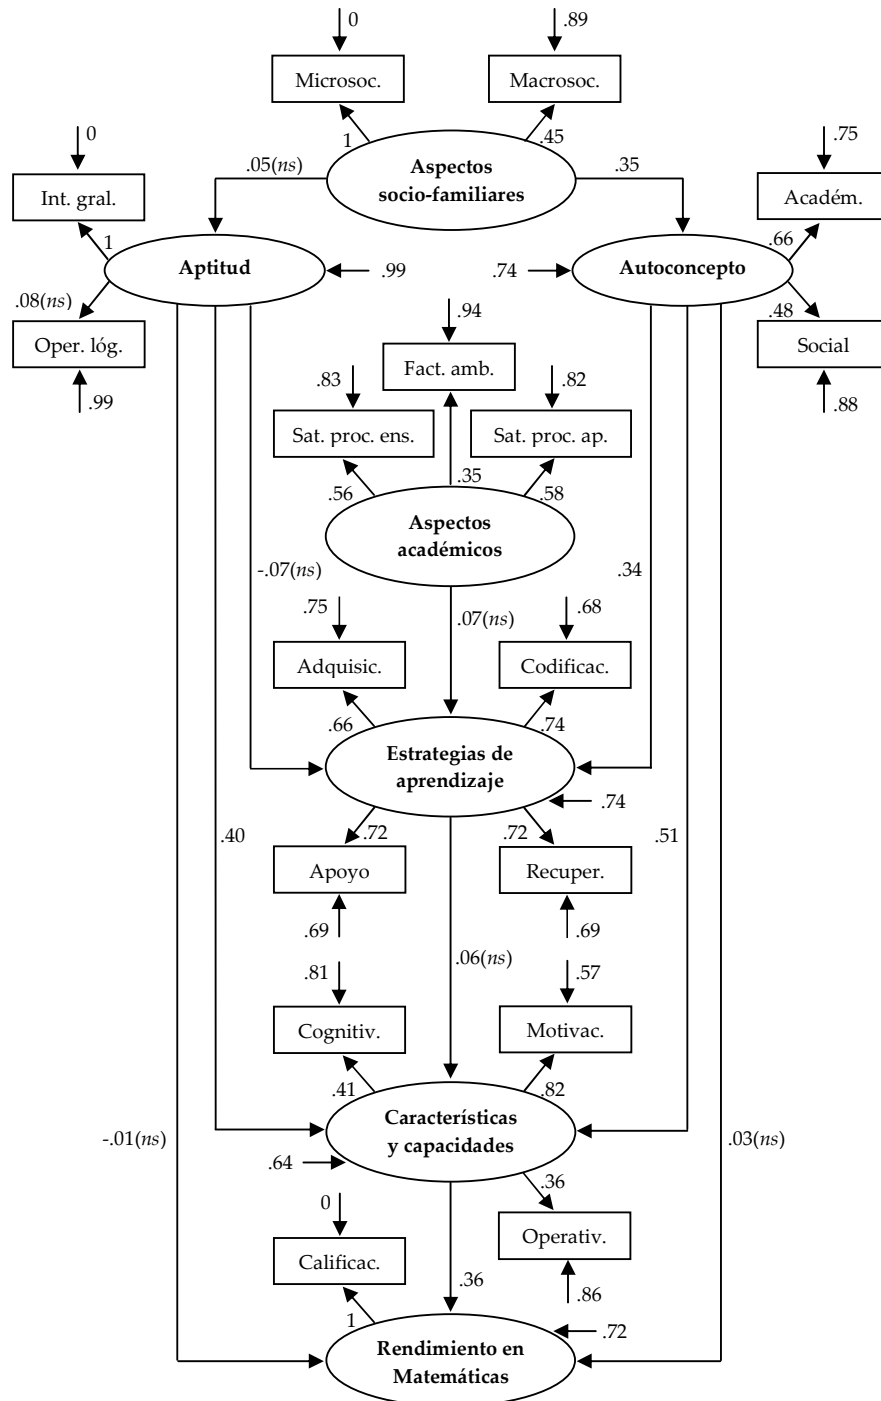 0
.89
Microsoc.
Macrosoc.
0
.75
1
.45
.05(ns)
Aspectos
socio-familiares
.35
Int. gral.
Académ.
1
.66
Aptitud
.99
.74
Autoconcepto
.08(ns)
.94
.48
Oper. lóg.
Fact. amb.
Social
.83
.82
.99
.88
Sat. proc. ens.
Sat. proc. ap.
.56
.35
.58
Aspectos
académicos
-.07(ns)
.34
.75
.07(ns)
.68
Adquisic.
Codificac.
.66
.74
Estrategias de
aprendizaje
.74
.40
.72
.72
.51
Apoyo
Recuper.
.69
.69
.06(ns)
.81
.57
Cognitiv.
Motivac.
.41
.82
Características
y capacidades
-.01(ns)
.03(ns)
.64
.36
0
Operativ.
Calificac.
.36
.86
1
.72
Rendimiento en
Matemáticas